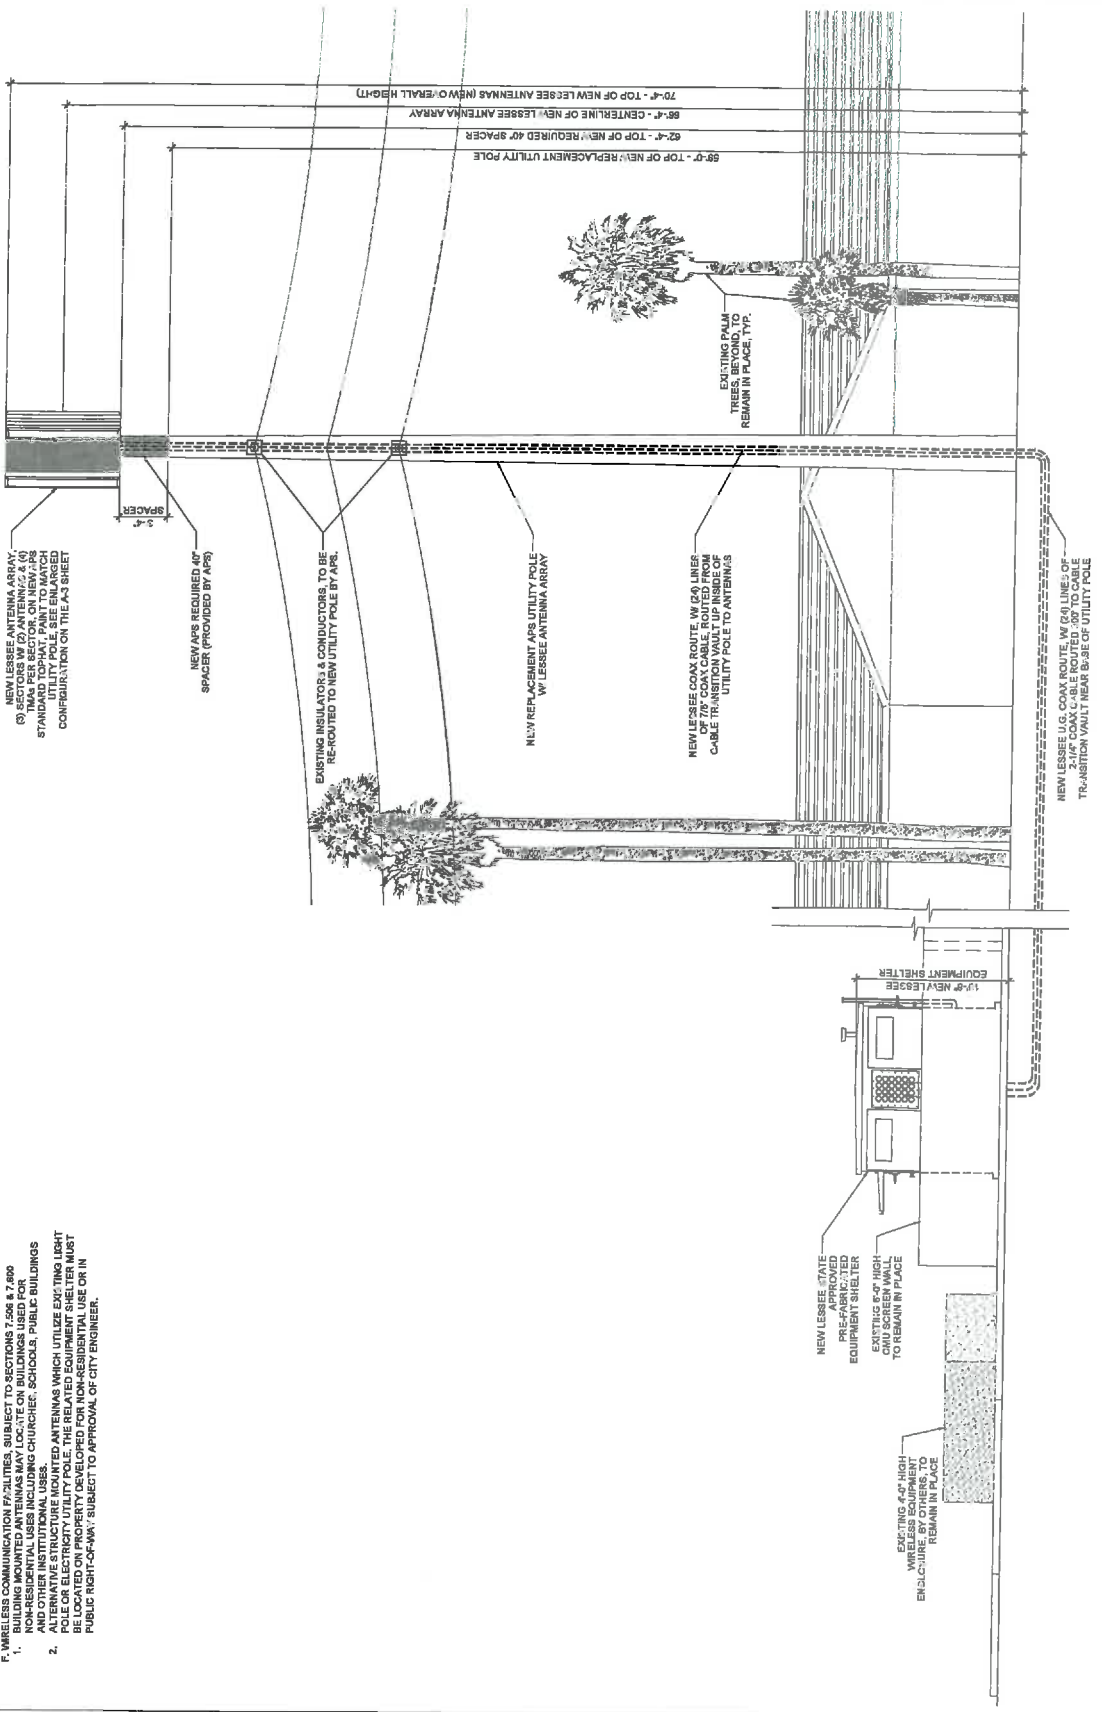 F. WIRELESS COMMUNICATION FACILITIES, SUBJECT TO SECTIONS 7.506 & 7.600
1. BUILDING MOUNTED ANTENNAS MAY LOCATE ON BUILDINGS USED FOR
NON-RESIDENTIAL USES INCLUDING CHURCHES, SCHOOLS, PUBLIC BUILDINGS
AND OTHER INSTITUTIONAL USES.
2. ALTERNATIVE STRUCTURE MOUNTED ANTENNAS WHICH UTILIZE EXISTING LIGHT
POLE OR ELECTRICITY UTILITY POLE. THE RELATED EQUIPMENT SHELTER MUST
BE LOCATED ON PROPERTY DEVELOPED FOR NON-RESIDENTIAL USE OR IN
PUBLIC RIGHT-OF-WAY SUBJECT TO APPROVAL OF CITY ENGINEER.
NEW LESSEE ANTENNA ARRAY,
(3) SECTORS W/ (2) ANTENNAS & (4)
TMAs PER SECTOR, ON NEW APS
STANDARD TOPHAT, PAINT TO MATCH
UTILITY POLE, SEE ENLARGED
CONFIGURATION ON THE A-3 SHEET
3'-4"
SPACER
NEW APS REQUIRED 40"
SPACER (PROVIDED BY APS)
EXISTING INSULATORS & CONDUCTORS, TO BE
RE-ROUTED TO NEW UTILITY POLE BY APS.
NEW REPLACEMENT APS UTILITY POLE
W/ LESSEE ANTENNA ARRAY
NEW LESSEE COAX ROUTE, W/ (24) LINES
OF 7/8" COAX CABLE, ROUTED FROM
CABLE TRANSITION VAULT UP INSIDE OF
UTILITY POLE TO ANTENNAS
EXISTING PALM
TREES, BEYOND, TO
REMAIN IN PLACE, TYP.
70'-4" - TOP OF NEW LESSEE ANTENNAS (NEW OVERALL HEIGHT)
66'-4" - CENTERLINE OF NEW LESSEE ANTENNA ARRAY
62'-4" - TOP OF NEW REQUIRED 40" SPACER
59'-0" - TOP OF NEW REPLACEMENT UTILITY POLE
NEW LESSEE STATE
APPROVED
PRE-FABRICATED
EQUIPMENT SHELTER
EXISTING 6'-0" HIGH
CMU SCREEN WALL,
TO REMAIN IN PLACE
EXISTING 4'-0" HIGH
WIRELESS EQUIPMENT
ENCLOSURE, BY OTHERS, TO
REMAIN IN PLACE
NEW LESSEE
EQUIPMENT SHELTER
NEW LESSEE U.G. COAX ROUTE, W/ (24) LINES OF
2-1/4" COAX CABLE ROUTED TO CABLE
TRANSITION VAULT NEAR BASE OF UTILITY POLE